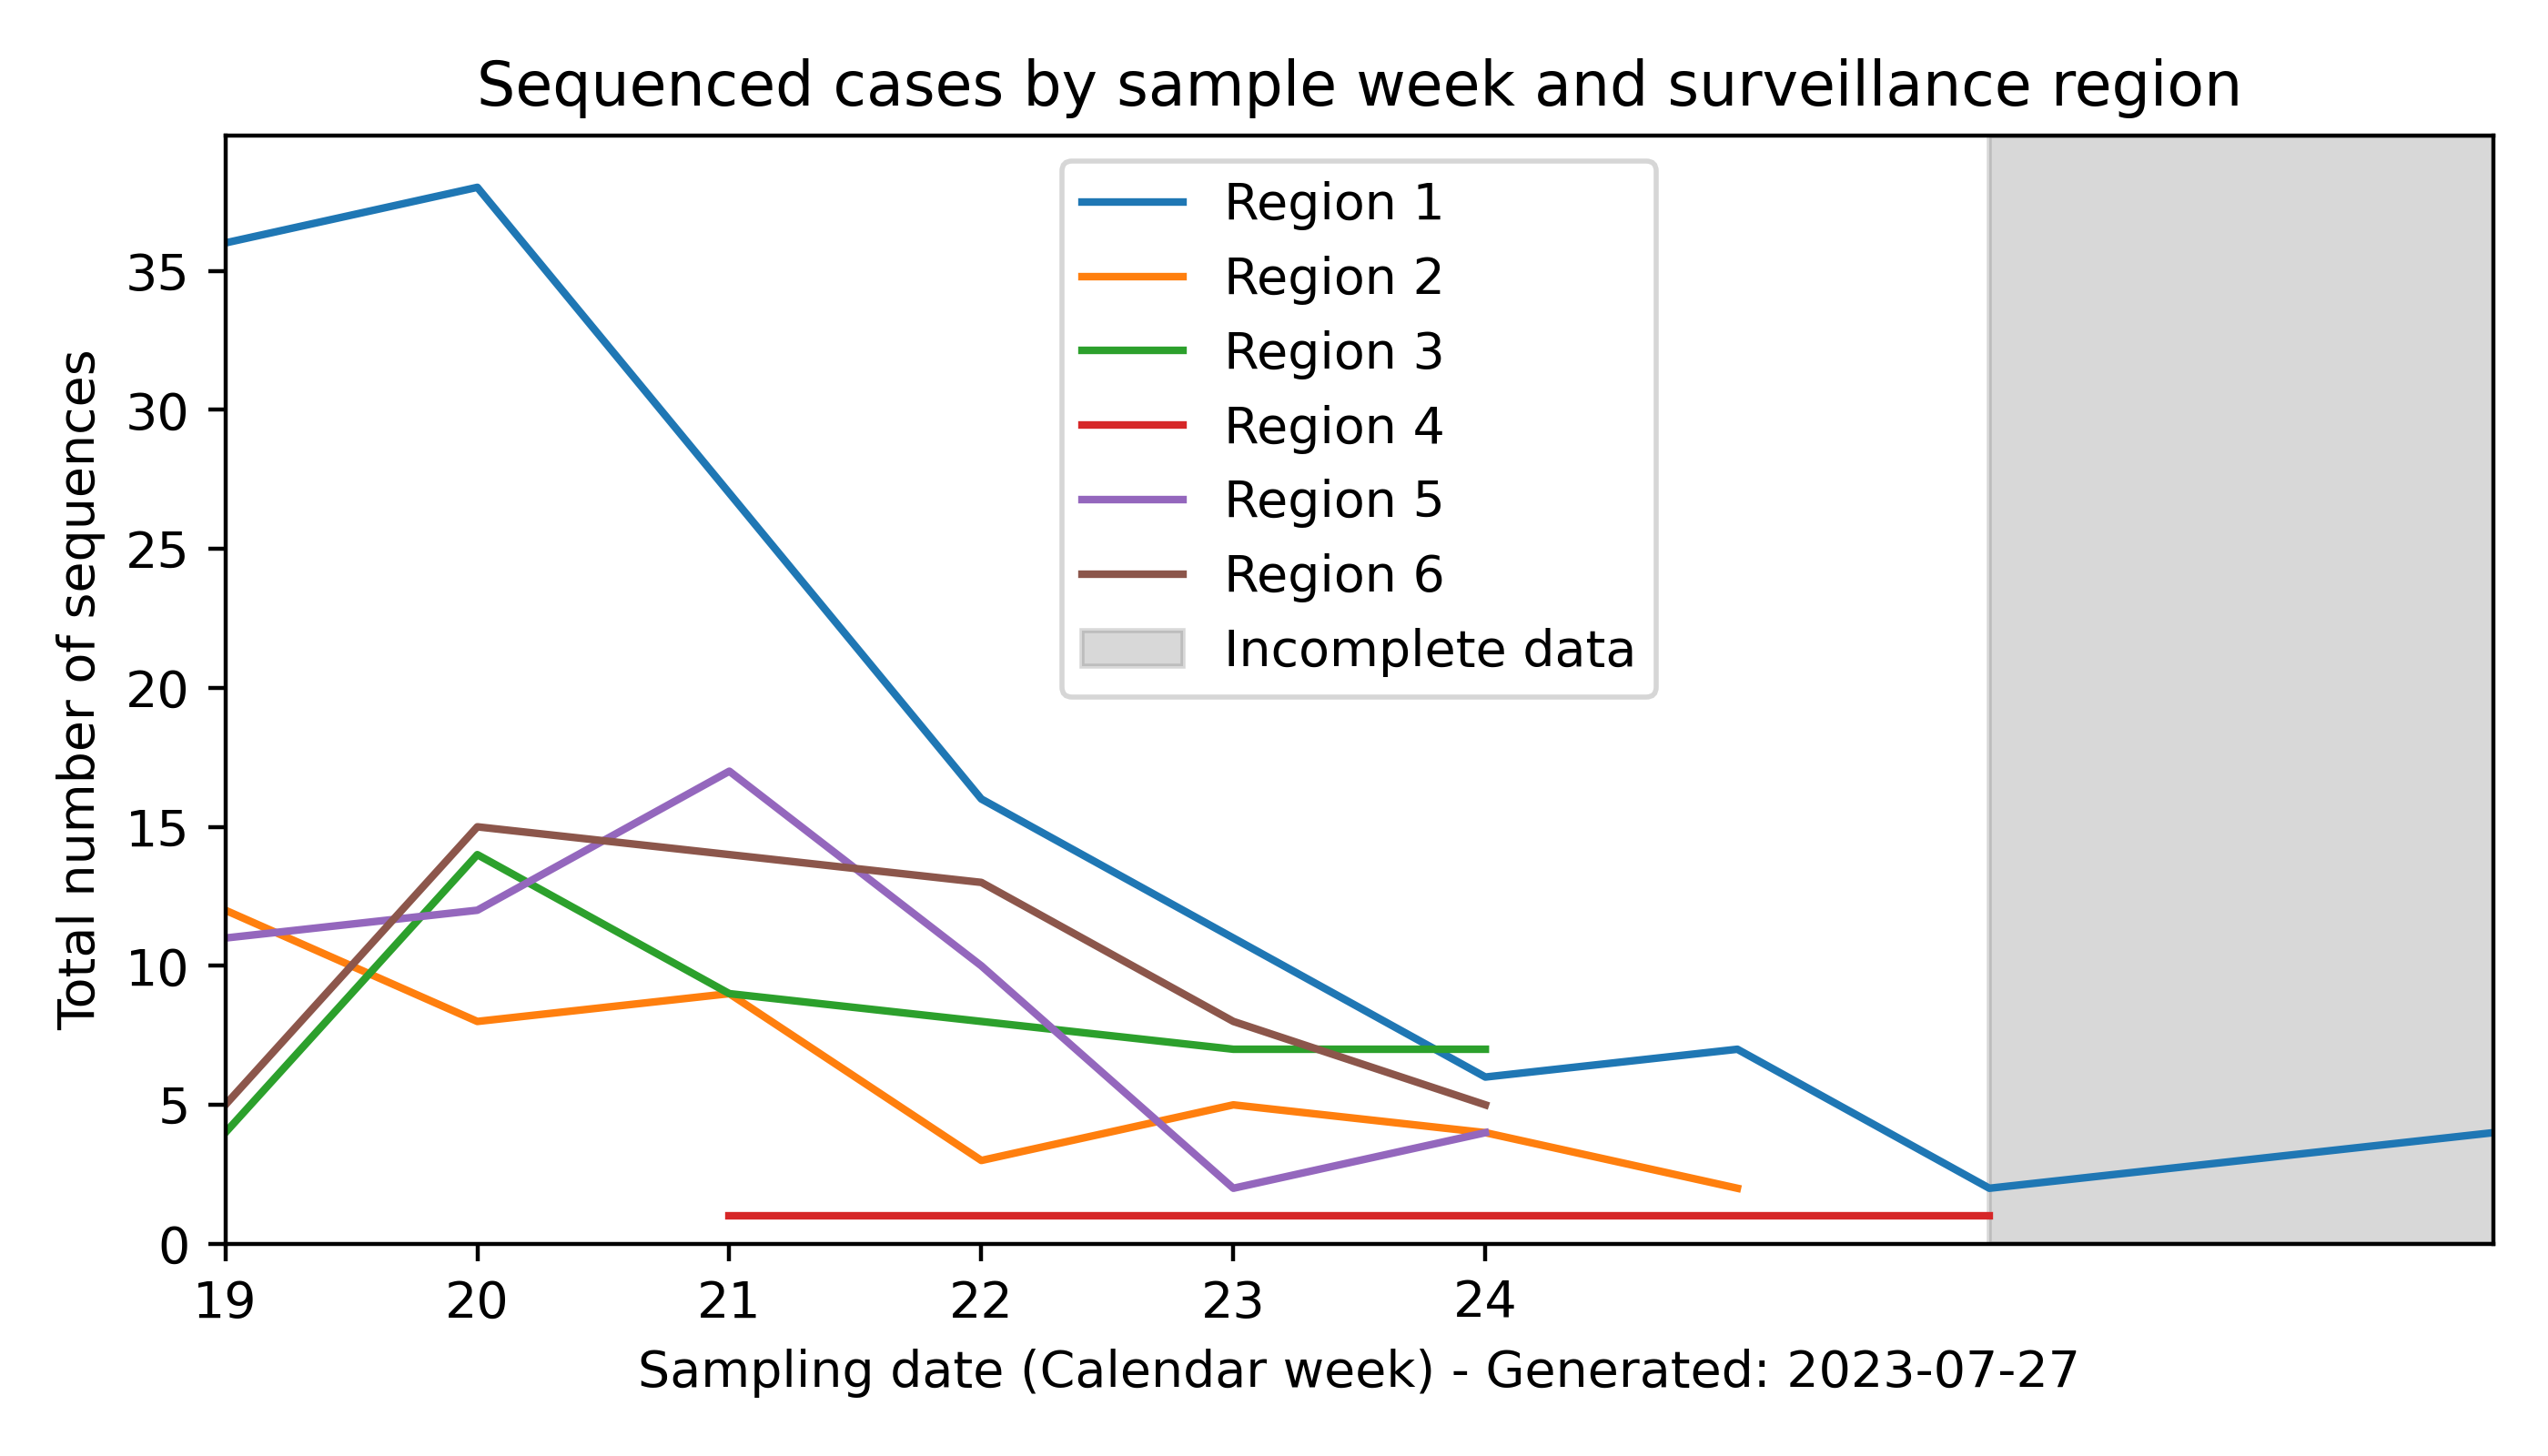 Sequenced cases by sample week and surveillance region
Region 1
Region 2
Region 3
Region 4
Region 5
Region 6
Incomplete data
Total number of sequences
35
30
25
20
15
10
5
0
19 20 21 22 23 24
Sampling date (Calendar week) - Generated: 2023-07-27